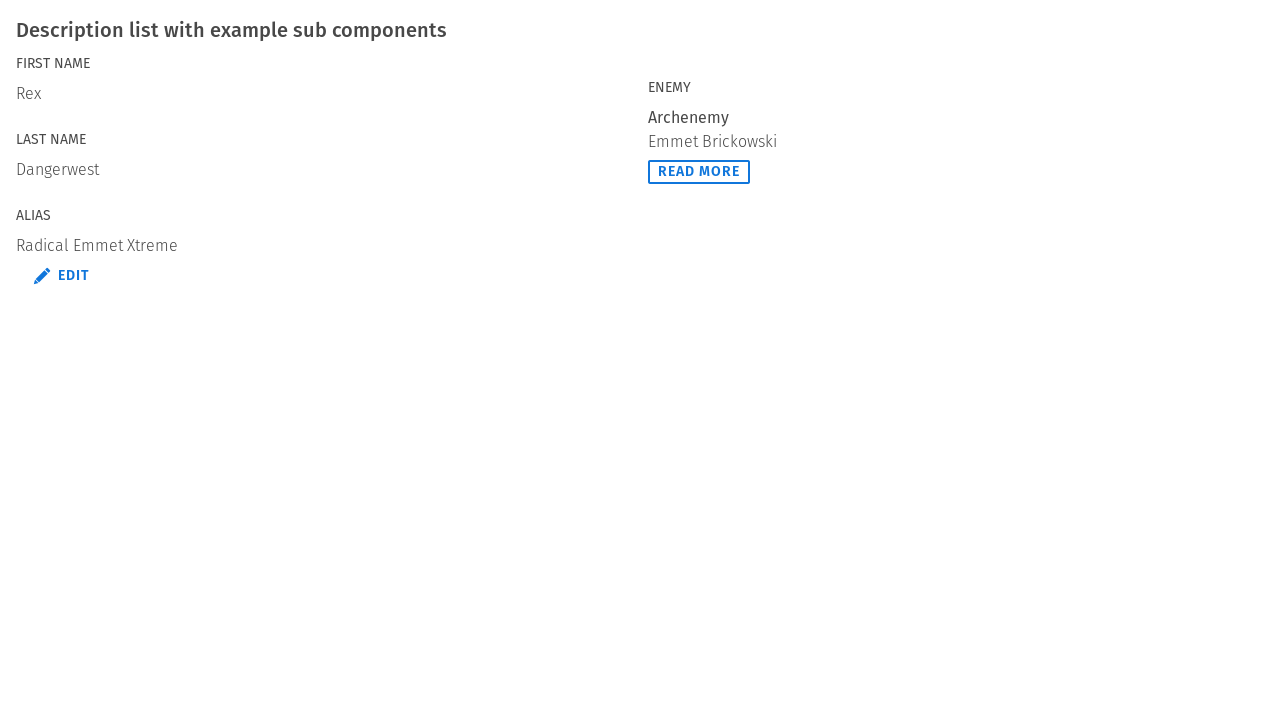 Description list with example sub components
FIRST NAME
Rex
LAST NAME
Dangerwest
ALIAS
Radical Emmet Xtreme
EDIT
ENEMY
Archenemy
Emmet Brickowski
READ MORE